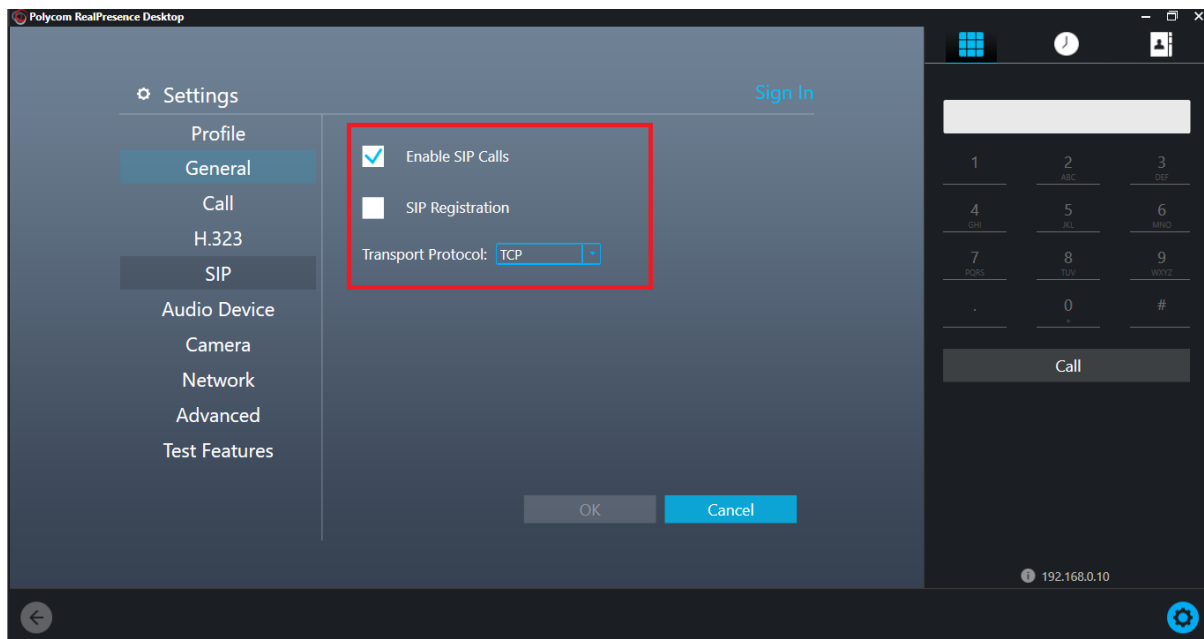 Polycom RealPresence Desktop
Settings
Sign In
Profile
General
Call
H.323
SIP
Audio Device
Camera
Network
Advanced
Test Features
Enable SIP Calls
SIP Registration
Transport Protocol: TCP
OK Cancel
1 2 3
ABC DEF
4 5 6
GHI JKL MNO
7 8 9
PQRS TUV WXYZ
. 0 #
+
Call
192.168.0.10